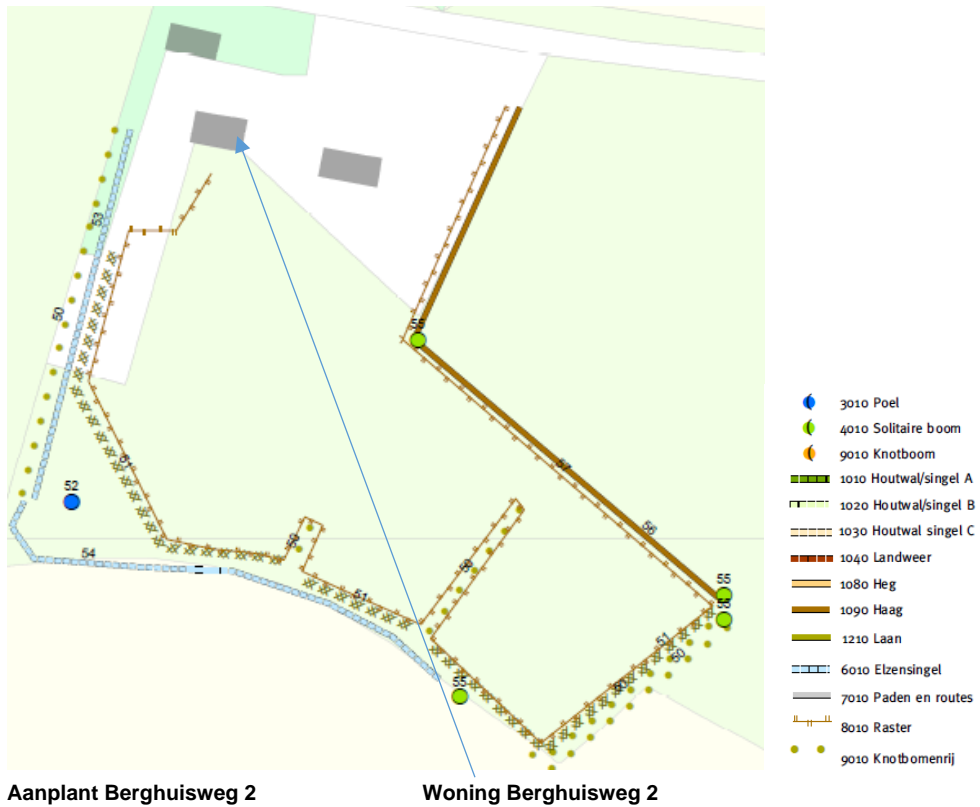 53
50
55
3010 Poel
4010 Solitaire boom
9010 Knotboom
51
57
1010 Houtwal/singel A
52
1020 Houtwal/singel B
56
1030 Houtwal singel C
50
54
1040 Landweer
50
55
1080 Heg
51
1090 Haag
51
1210 Laan
50
6010 Elzensingel
55
7010 Paden en routes
8010 Raster
9010 Knotbomenrij
Aanplant Berghuisweg 2
Woning Berghuisweg 2